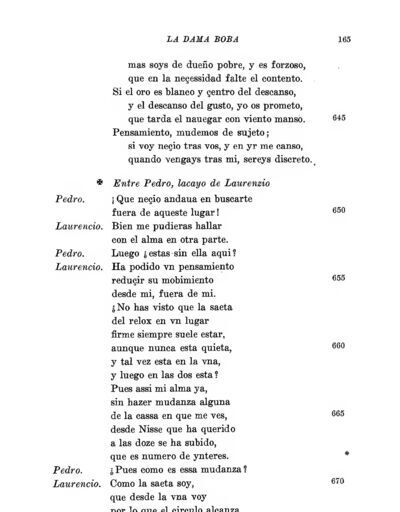 LA DAMA BOBA 165
mas soys de dueño pobre, y es forzoso,
que en la neçessidad falte el contento.
Si el oro es blanco y çentro del descanso,
y el descanso del gusto, yo os prometo,
que tarda el nauegar con viento manso. 645
Pensamiento, mudemos de sujeto;
si voy neçio tras vos, y en yr me canso,
quando vengays tras mi, sereys discreto.
✠ Entre Pedro, lacayo de Laurenzio
Pedro. ¡Que neçio andaua en buscarte
fuera de aqueste lugar! 650
Laurencio. Bien me pudieras hallar
con el alma en otra parte.
Pedro. Luego ¿estas sin ella aqui?
Laurencio. Ha podido vn pensamiento
reduçir su mobimiento 655
desde mi, fuera de mi.
¿No has visto que la saeta
del relox en vn lugar
firme siempre suele estar,
aunque nunca esta quieta, 660
y tal vez esta en la vna,
y luego en las dos esta?
Pues assi mi alma ya,
sin hazer mudanza alguna
de la cassa en que me ves, 665
desde Nisse que ha querido
a las doze se ha subido,
que es numero de ynteres. *
Pedro. ¿Pues como es essa mudanza?
Laurencio. Como la saeta soy, 670
que desde la vna voy
por lo que el circulo alcanza